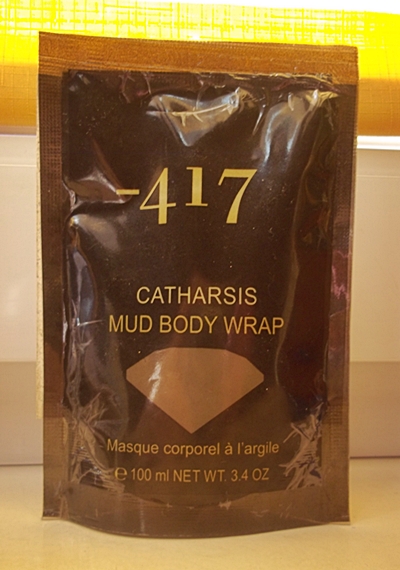 -417
CATHARSIS
MUD BODY WRAP
Masque corporel à l'argile
℮ 100 ml NET WT. 3.4 OZ